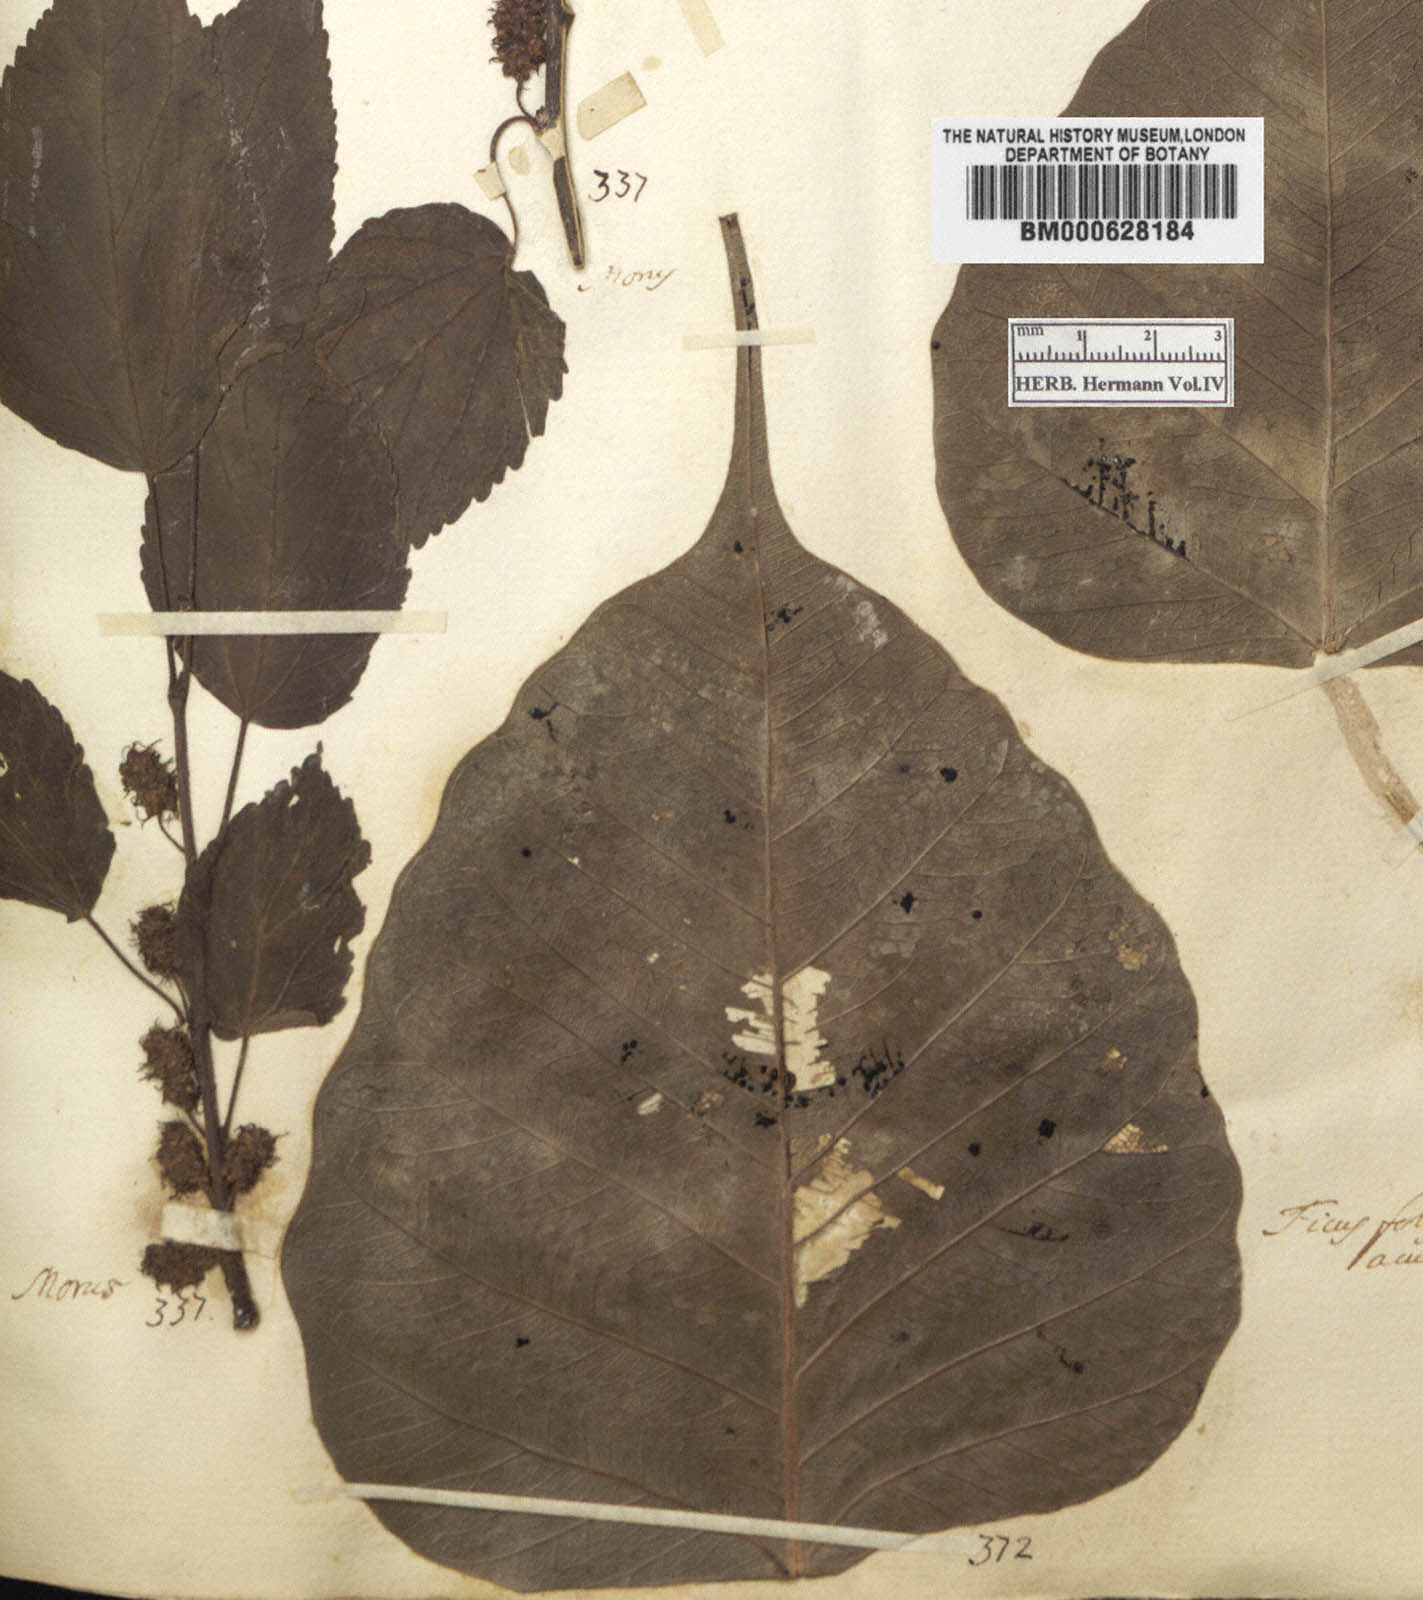 THE NATURAL HISTORY MUSEUM,LONDON
DEPARTMENT OF BOTANY
BM000628184
337
Morus
mm 1 2 3
HERB. Hermann Vol.IV
Ficus
Morus
337.
372